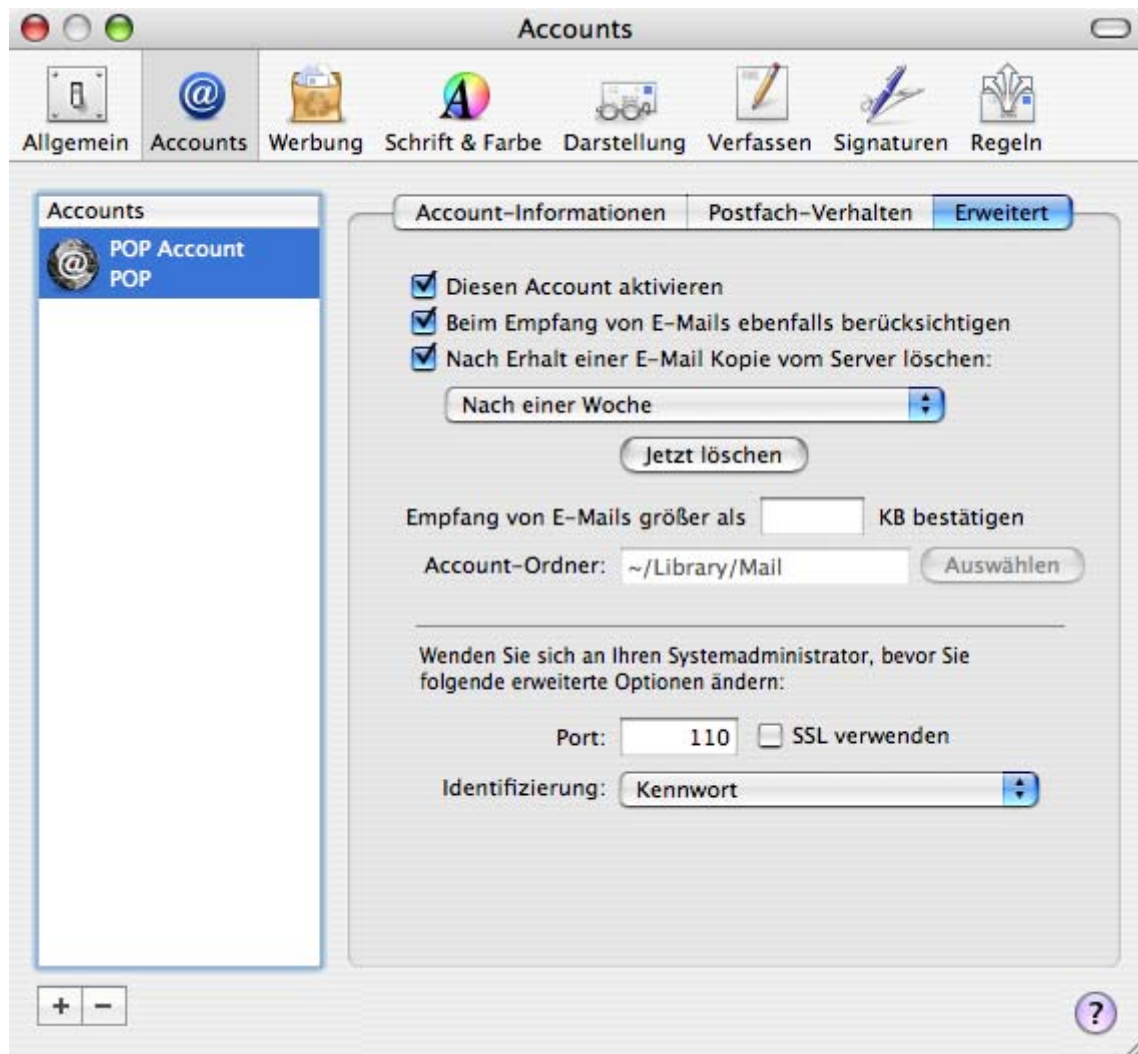 Accounts
Allgemein Accounts Werbung Schrift & Farbe Darstellung Verfassen Signaturen Regeln
Accounts
POP Account
POP
Account-Informationen Postfach-Verhalten Erweitert
Diesen Account aktivieren
Beim Empfang von E-Mails ebenfalls berücksichtigen
Nach Erhalt einer E-Mail Kopie vom Server löschen:
Nach einer Woche
Jetzt löschen
Empfang von E-Mails größer als KB bestätigen
Account-Ordner: ~/Library/Mail Auswählen
Wenden Sie sich an Ihren Systemadministrator, bevor Sie
folgende erweiterte Optionen ändern:
Port: 110 SSL verwenden
Identifizierung: Kennwort
+ − ?